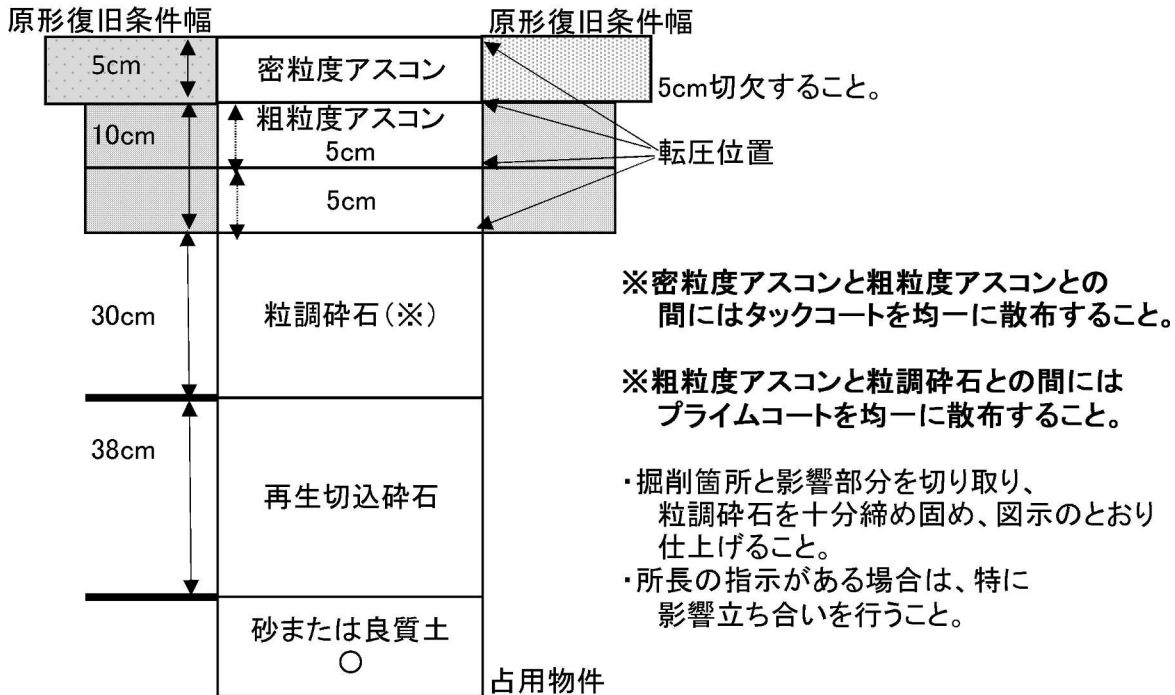 原形復旧条件幅
原形復旧条件幅
5cm
密粒度アスコン
5cm切欠すること。
10cm
粗粒度アスコン
5cm
転圧位置
5cm
30cm
粒調砕石(※)
※密粒度アスコンと粗粒度アスコンとの
間にはタックコートを均一に散布すること。
※粗粒度アスコンと粒調砕石との間には
プライムコートを均一に散布すること。
38cm
再生切込砕石
・掘削箇所と影響部分を切り取り、
粒調砕石を十分締め固め、図示のとおり
仕上げること。
・所長の指示がある場合は、特に
影響立ち合いを行うこと。
砂または良質土
○
占用物件